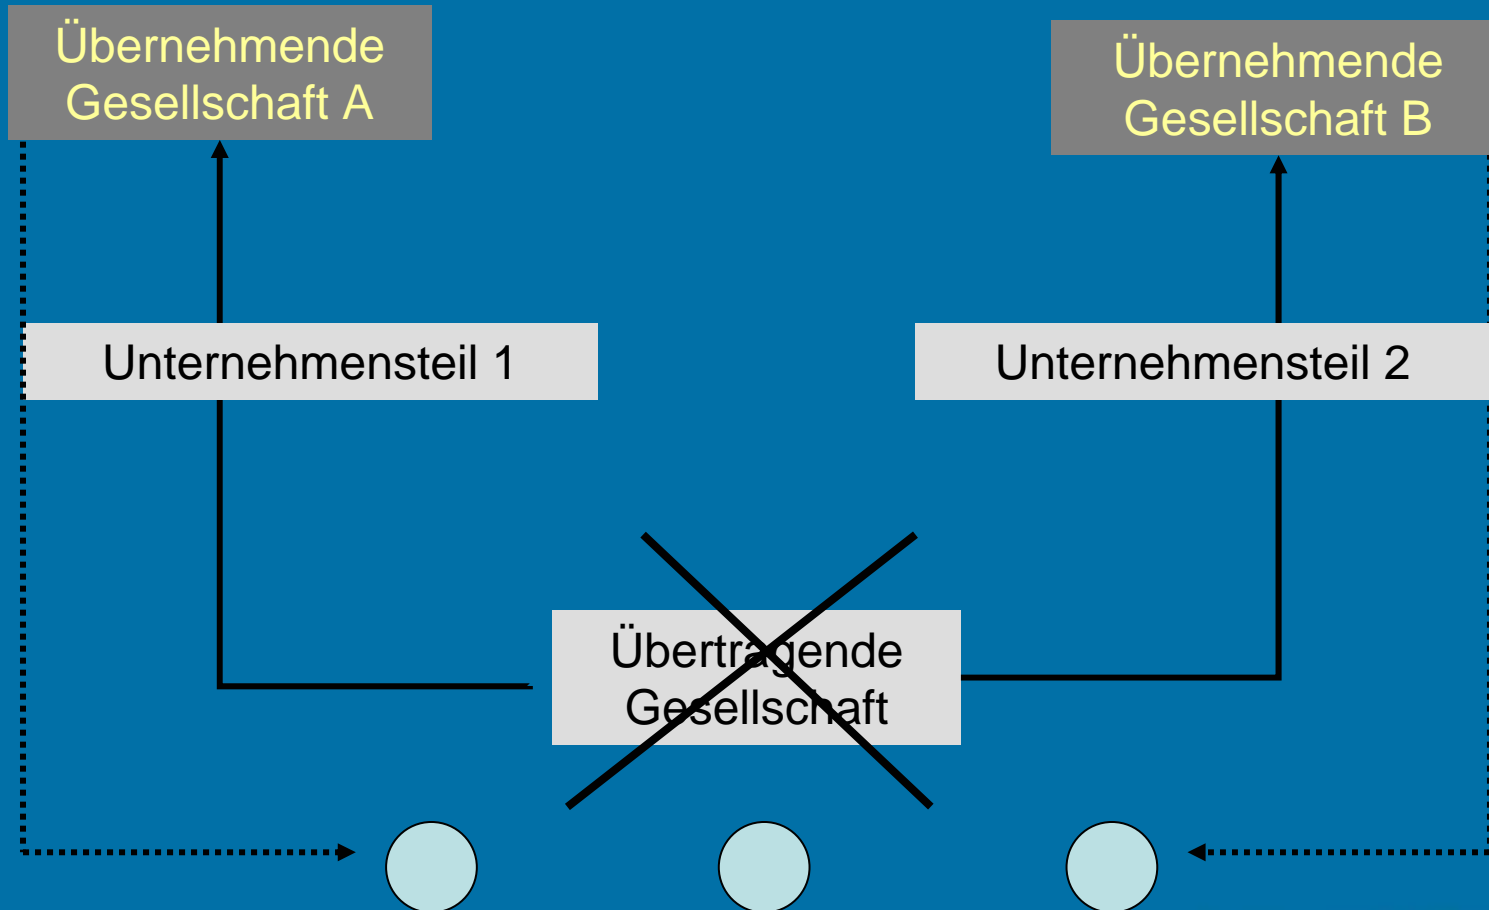 Übernehmende
Gesellschaft A
Übernehmende
Gesellschaft B
Unternehmensteil 1
Unternehmensteil 2
Übertragende
Gesellschaft